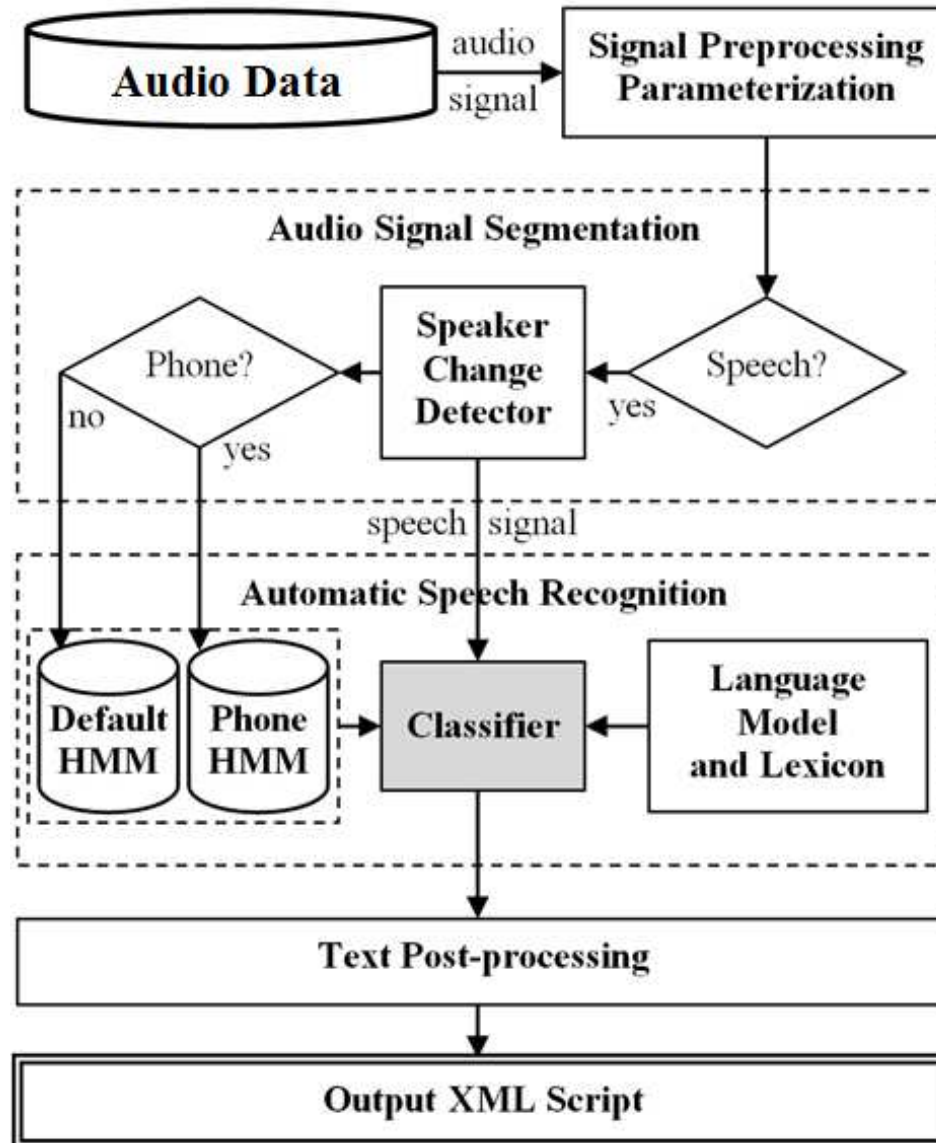 Audio Data
audio
signal
Signal Preprocessing
Parameterization
Audio Signal Segmentation
Speech?
yes
Speaker
Change
Detector
Phone?
no
yes
speech signal
Automatic Speech Recognition
Default
HMM
Phone
HMM
Classifier
Language
Model
and Lexicon
Text Post-processing
Output XML Script